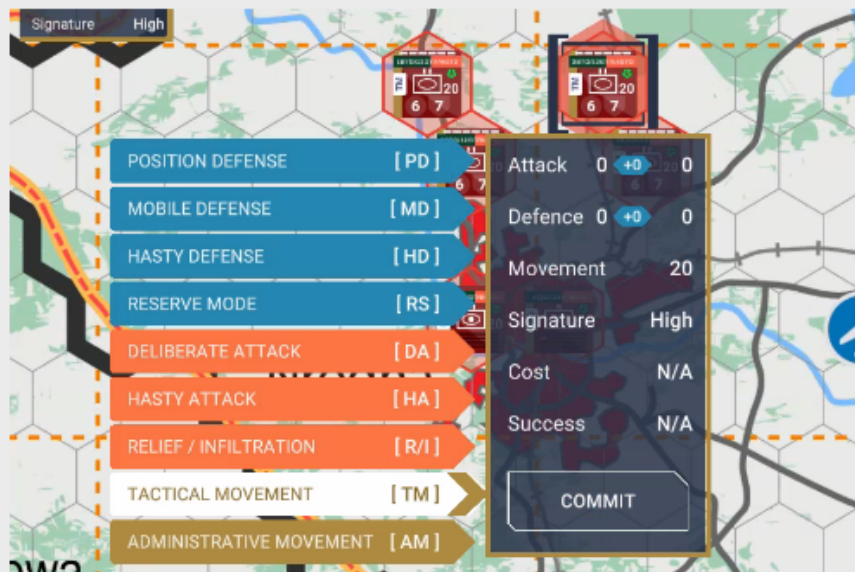 Signature High
20
6 7
20
6 7
POSITION DEFENSE [ PD ]
MOBILE DEFENSE [ MD ]
HASTY DEFENSE [ HD ]
RESERVE MODE [ RS ]
DELIBERATE ATTACK [ DA ]
HASTY ATTACK [ HA ]
RELIEF / INFILTRATION [ R/I ]
TACTICAL MOVEMENT [ TM ]
ADMINISTRATIVE MOVEMENT [ AM ]
Attack 0 +0 0
Defence 0 +0 0
Movement 20
Signature High
Cost N/A
Success N/A
COMMIT